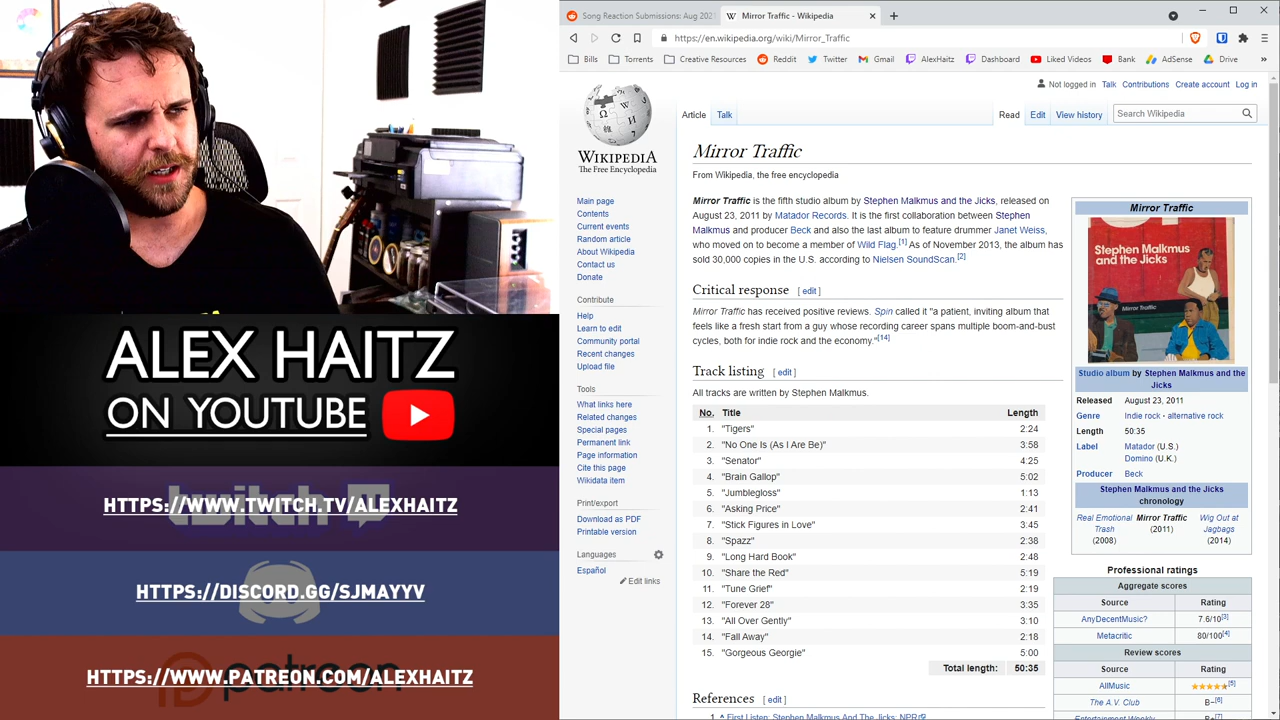 ALEX HAITZ
ON YOUTUBE
HTTPS://WWW.TWITCH.TV/ALEXHAITZ
HTTPS://DISCORD.GG/SJMAYYV
HTTPS://WWW.PATREON.COM/ALEXHAITZ
Song Reaction Submissions: Aug 202
Mirror Traffic - Wikipedia
https://en.wikipedia.org/wiki/Mirror_Traffic
Bills Torrents Creative Resources Reddit Twitter Gmail AlexHaitz Dashboard Liked Videos Bank AdSense Drive
Not logged in Talk Contributions Create account Log in
Article Talk Read Edit View history Search Wikipedia
WIKIPEDIA
The Free Encyclopedia
Main page
Contents
Current events
Random article
About Wikipedia
Contact us
Donate
Contribute
Help
Learn to edit
Community portal
Recent changes
Upload file
Tools
What links here
Related changes
Special pages
Permanent link
Page information
Cite this page
Wikidata item
Print/export
Download as PDF
Printable version
Languages
Español
Edit links
Mirror Traffic
From Wikipedia, the free encyclopedia
Mirror Traffic is the fifth studio album by Stephen Malkmus and the Jicks, released on
August 23, 2011 by Matador Records. It is the first collaboration between Stephen
Malkmus and producer Beck and also the last album to feature drummer Janet Weiss,
who moved on to become a member of Wild Flag.[1] As of November 2013, the album has
sold 30,000 copies in the U.S. according to Nielsen SoundScan.[2]
Critical response [ edit ]
Mirror Traffic has received positive reviews. Spin called it "a patient, inviting album that
feels like a fresh start from a guy whose recording career spans multiple boom-and-bust
cycles, both for indie rock and the economy."[14]
Track listing [ edit ]
All tracks are written by Stephen Malkmus.
No. Title Length
1. "Tigers" 2:24
2. "No One Is (As I Are Be)" 3:58
3. "Senator" 4:25
4. "Brain Gallop" 5:02
5. "Jumblegloss" 1:13
6. "Asking Price" 2:41
7. "Stick Figures in Love" 3:45
8. "Spazz" 2:38
9. "Long Hard Book" 2:48
10. "Share the Red" 5:19
11. "Tune Grief" 2:19
12. "Forever 28" 3:35
13. "All Over Gently" 3:10
14. "Fall Away" 2:18
15. "Gorgeous Georgie" 5:00
Total length: 50:35
References [ edit ]
1. ^ First Listen: Stephen Malkmus And The Jicks, NPR
Mirror Traffic
Stephen Malkmus
and the Jicks
Mirror Traffic
Studio album by Stephen Malkmus and the
Jicks
Released August 23, 2011
Genre Indie rock · alternative rock
Length 50:35
Label Matador (U.S.)
Domino (U.K.)
Producer Beck
Stephen Malkmus and the Jicks
chronology
Real Emotional Mirror Traffic Wig Out at
Trash (2011) Jagbags
(2008) (2014)
Professional ratings
Aggregate scores
Source Rating
AnyDecentMusic? 7.6/10[3]
Metacritic 80/100[4]
Review scores
Source Rating
AllMusic [5]
The A.V. Club B−[6]
Entertainment Weekly B+[7]